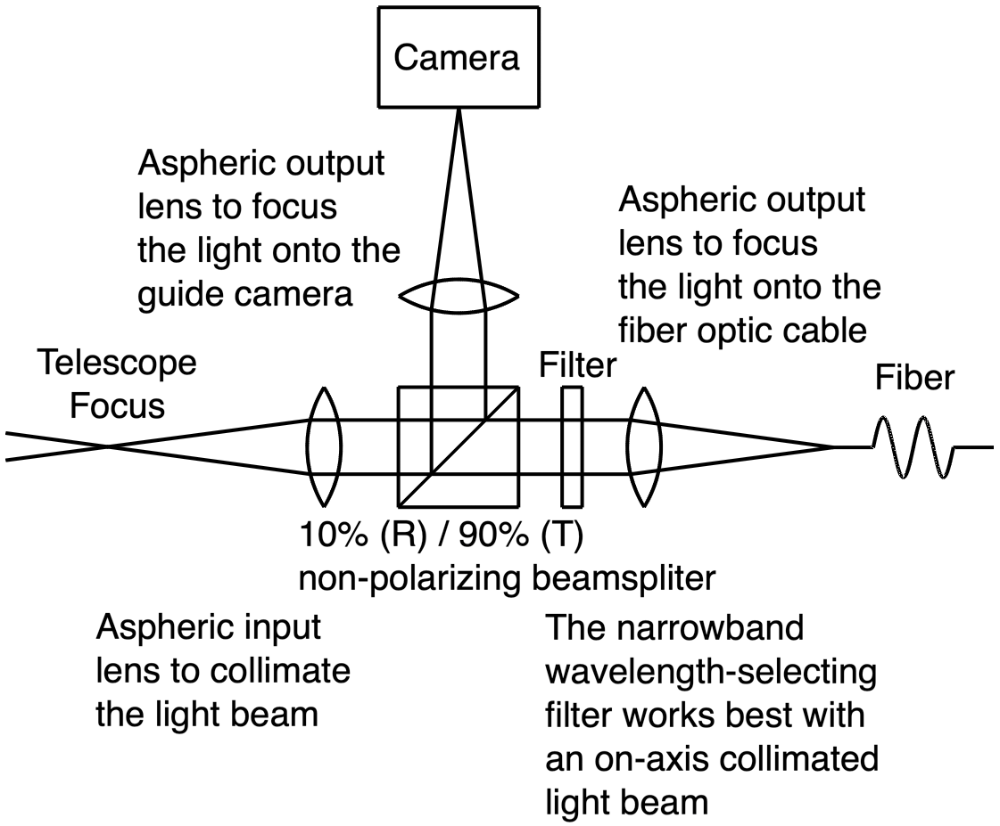 Camera
Aspheric output
lens to focus
the light onto the
guide camera
Aspheric output
lens to focus
the light onto the
fiber optic cable
Telescope
Focus
Filter
Fiber
10% (R) / 90% (T)
non-polarizing beamspliter
Aspheric input
lens to collimate
the light beam
The narrowband
wavelength-selecting
filter works best with
an on-axis collimated
light beam